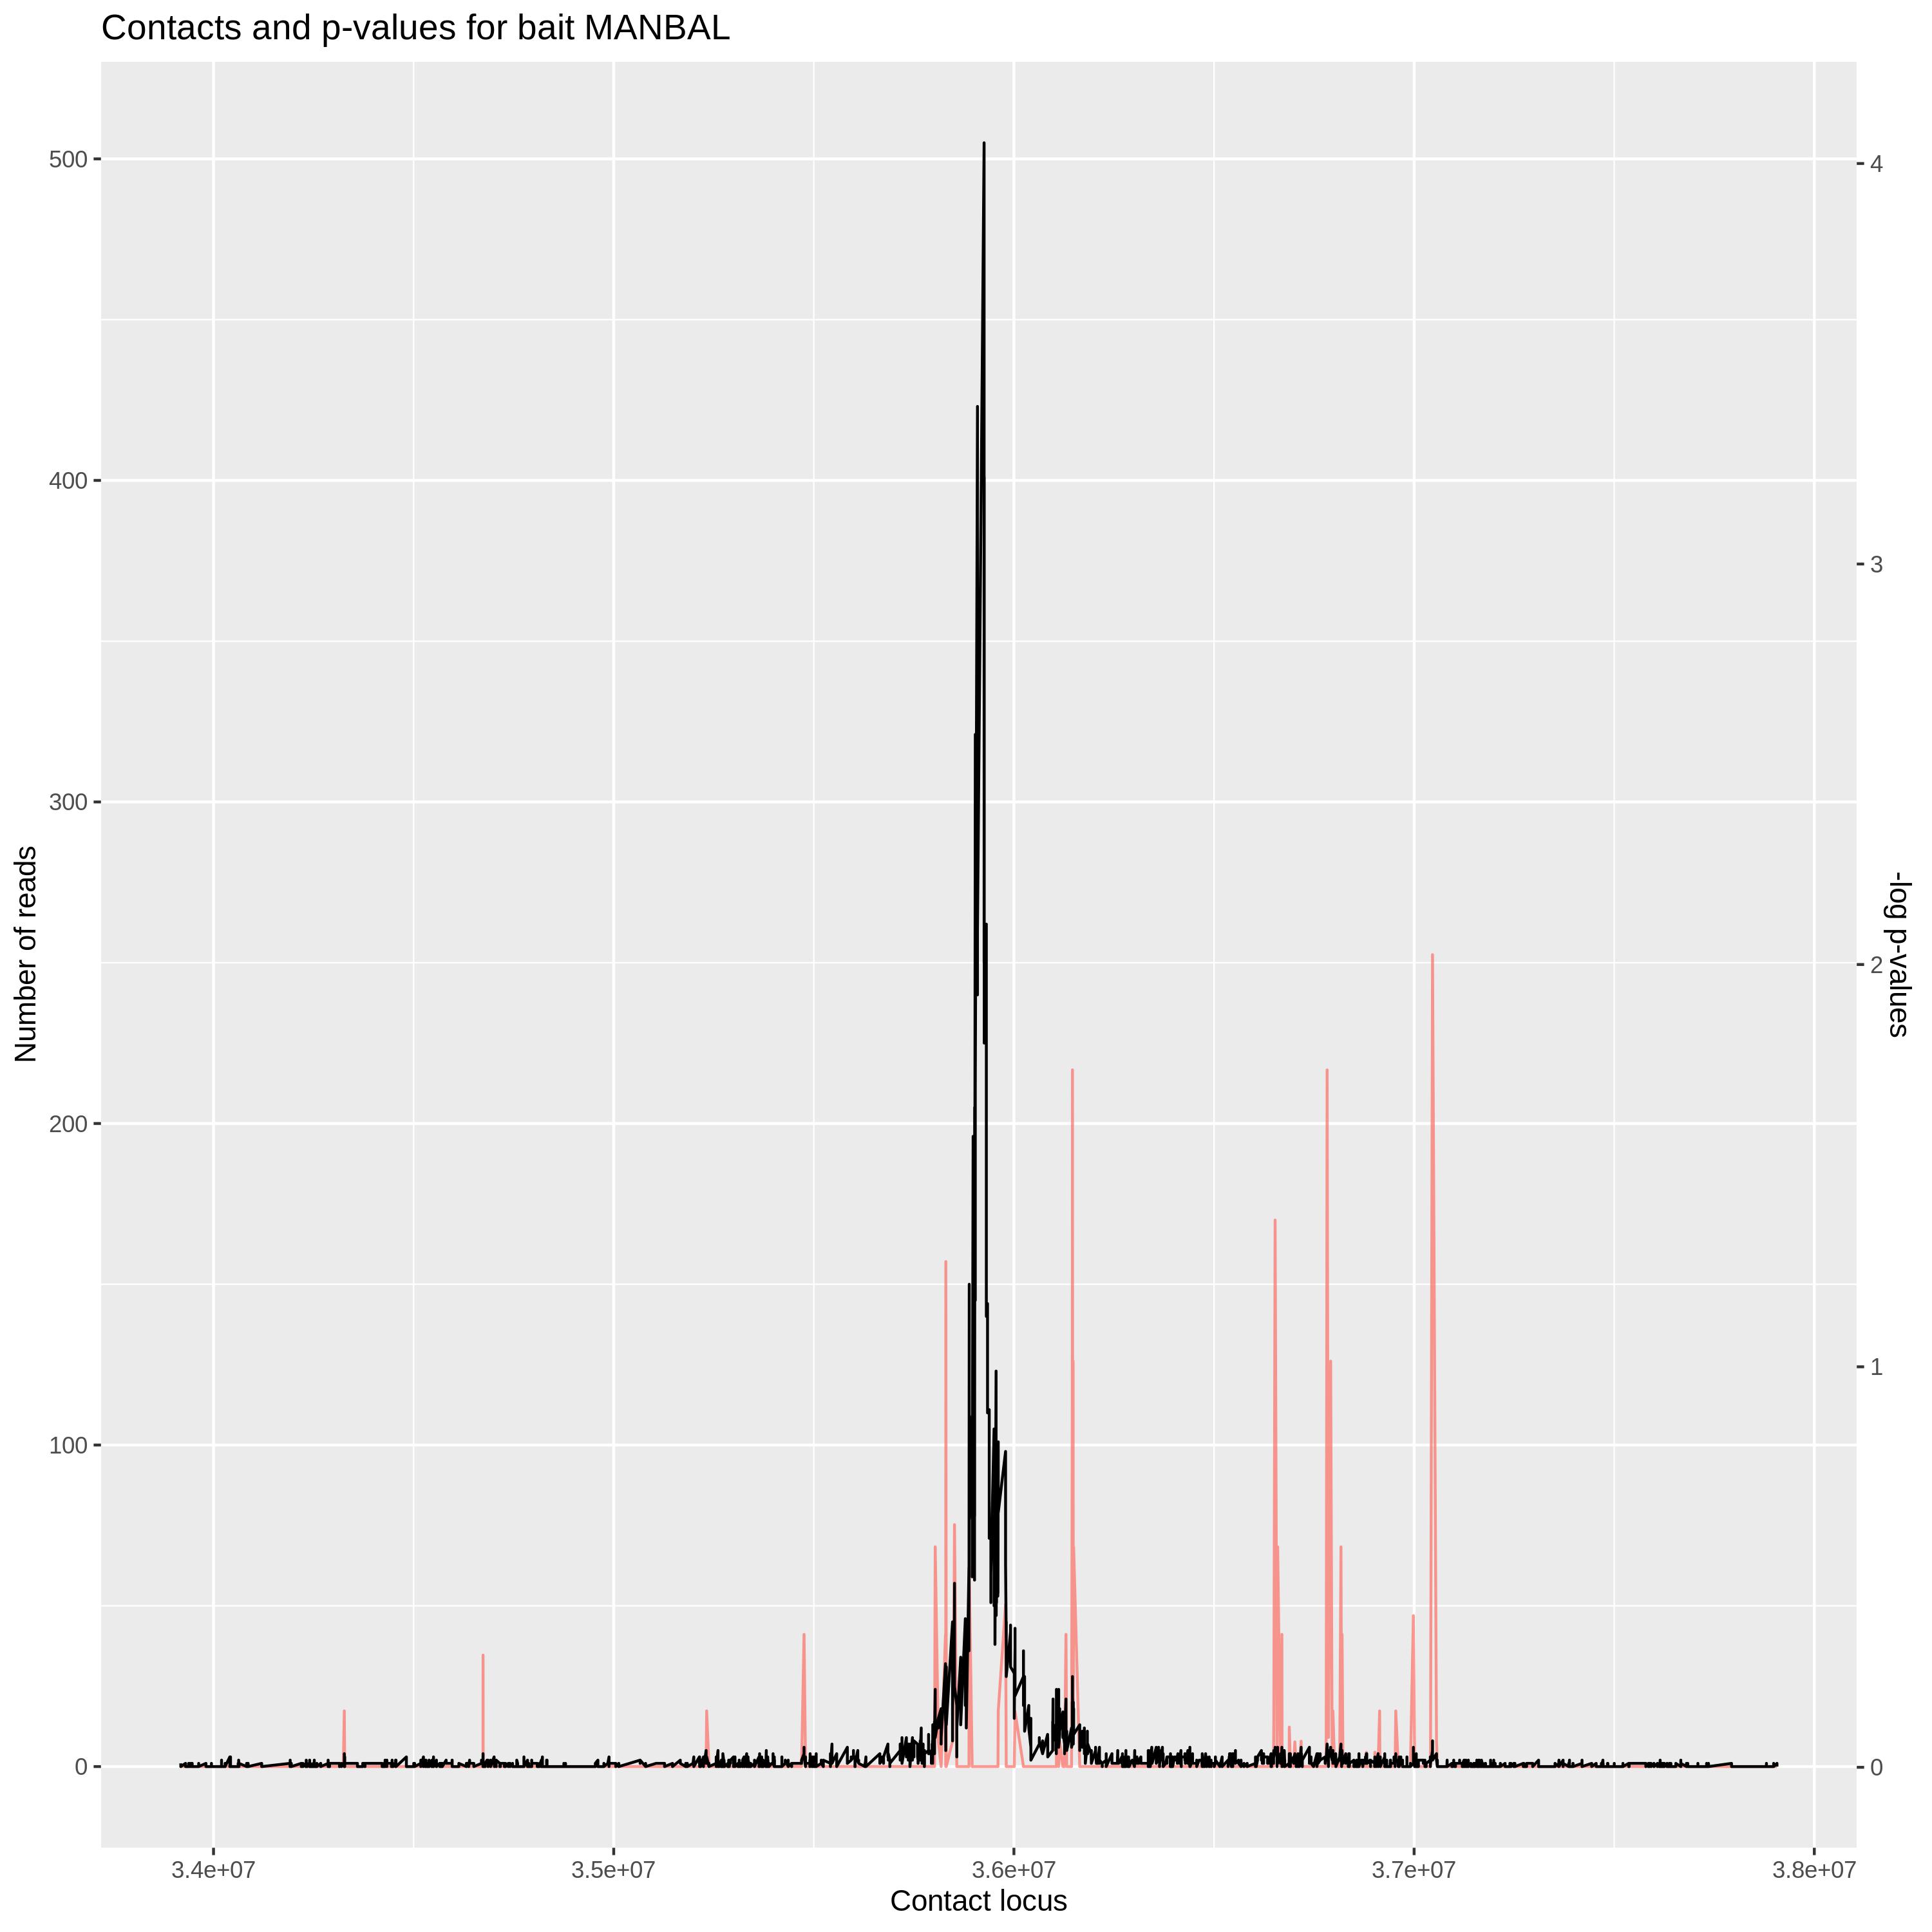 Contacts and p-values for bait MANBAL
500
400
300
200
100
0
Number of reads
4
3
2
1
0
-log p-values
3.4e+07
3.5e+07
3.6e+07
3.7e+07
3.8e+07
Contact locus